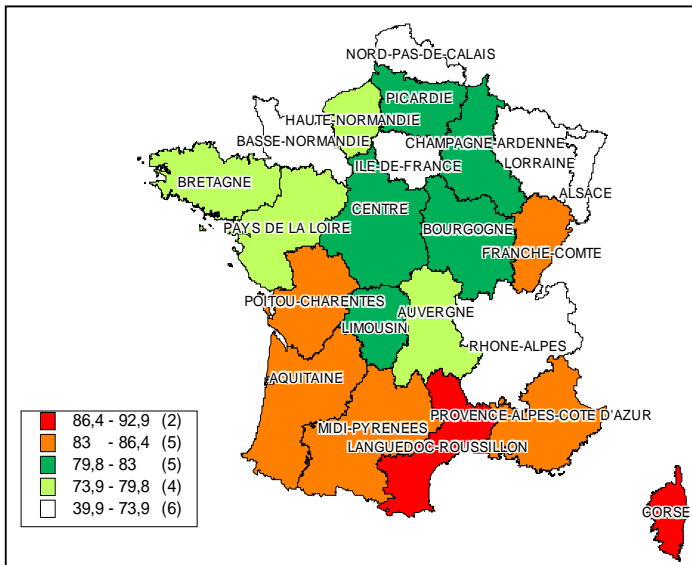 NORD-PAS-DE-CALAIS
PICARDIE
HAUTE-NORMANDIE
BASSE-NORMANDIE
CHAMPAGNE-ARDENNE
ILE-DE-FRANCE
LORRAINE
ALSACE
BRETAGNE
CENTRE
PAYS DE LA LOIRE
BOURGOGNE
FRANCHE-COMTE
POITOU-CHARENTES
AUVERGNE
LIMOUSIN
RHONE-ALPES
AQUITAINE
PROVENCE-ALPES-COTE D'AZUR
MIDI-PYRENEES
LANGUEDOC-ROUSSILLON
CORSE
86,4 - 92,9 (2)
83 - 86,4 (5)
79,8 - 83 (5)
73,9 - 79,8 (4)
39,9 - 73,9 (6)